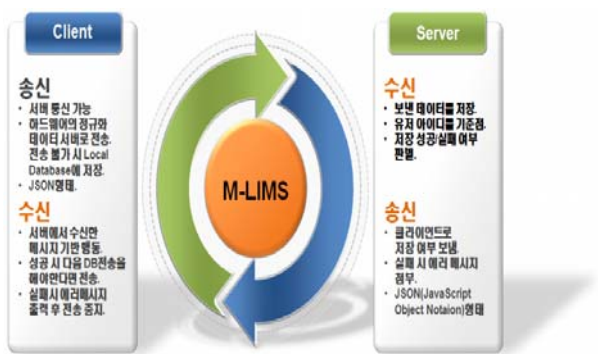 Client
송신
• 서버 통신 가능
• 하드웨어의 정규화
데이터 서버로 전송.
전송 불가 시 Local
Database에 저장.
• JSON형태.
수신
• 서버에서 수신한
메시지 기반 행동.
• 성공 시 다음 DB전송을
해야한다면 전송.
• 실패시 에러메시지
출력 후 전송 중지.
M-LIMS
Server
수신
• 보낸 데이터를 저장.
• 유저 아이디를 기준점.
• 저장 성공/실패 여부
판별.
송신
• 클라이언트로
저장 여부 보냄.
• 실패 시 에러 메시지
첨부.
• JSON(JavaScript
Object Notaion)형태